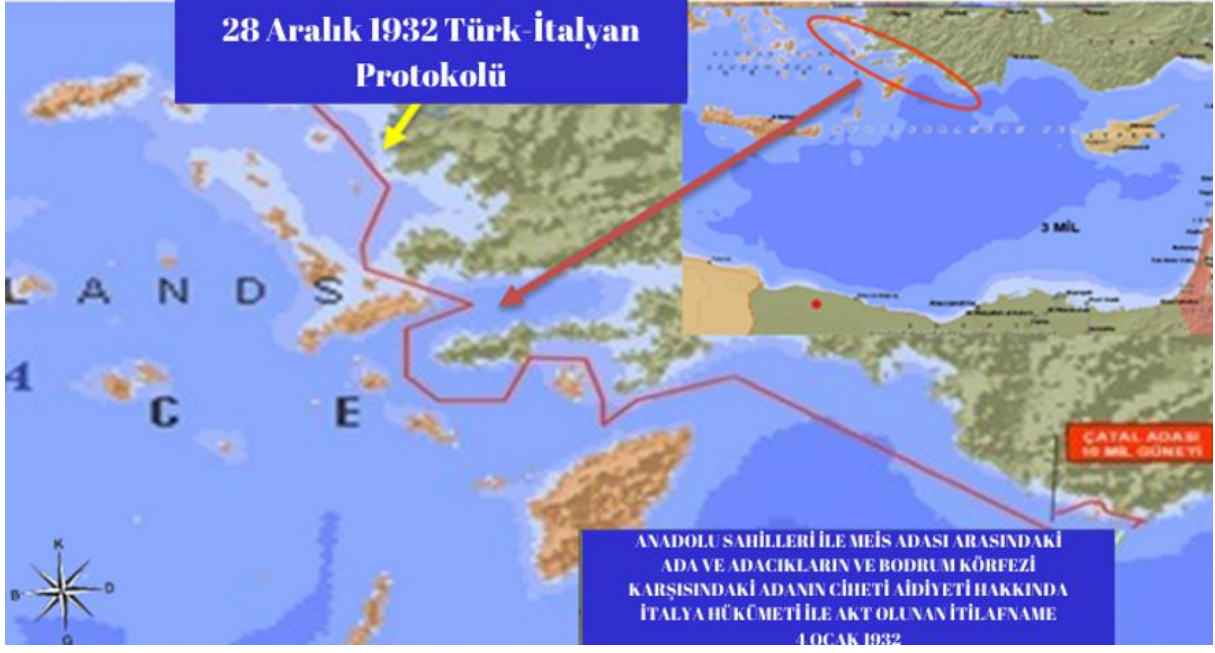 28 Aralık 1932 Türk-İtalyan
Protokolü
3 MİL
L A N D S
4
C E
ÇATAL ADASI
10 MİL GÜNEYİ
K
B
D
G
ANADOLU SAHİLLERİ İLE MEİS ADASI ARASINDAKİ
ADA VE ADACIKLARIN VE BODRUM KÖRFEZİ
KARŞISINDAKİ ADANIN CİHETİ AİDİYETİ HAKKINDA
İTALYA HÜKÜMETİ İLE AKT OLUNAN İTİLAFNAME
4 OCAK 1932